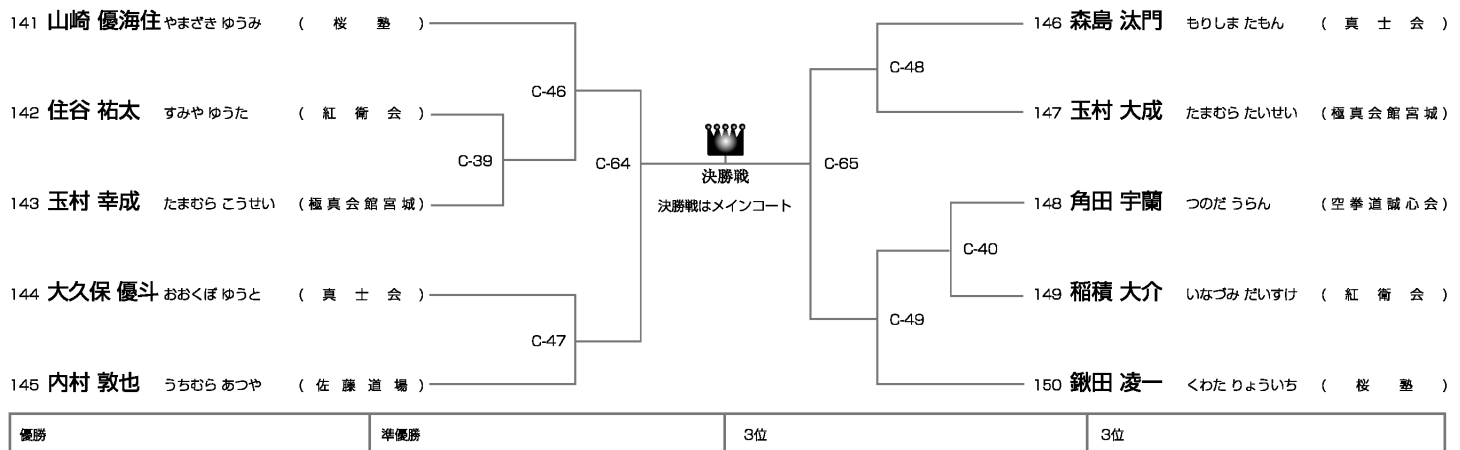 141 山崎 優海住 やまざき ゆうみ ( 桜 塾 )
142 住谷 祐太 すみや ゆうた ( 紅 衛 会 )
143 玉村 幸成 たまむら こうせい ( 極真会館宮城 )
144 大久保 優斗 おおくぼ ゆうと ( 真 士 会 )
145 内村 敦也 うちむら あつや ( 佐 藤 道 場 )
C-46
C-39
C-64
C-47
決勝戦
決勝戦はメインコート
C-65
C-48
C-40
C-49
146 森島 汰門 もりしま たもん ( 真 士 会 )
147 玉村 大成 たまむら たいせい ( 極真会館宮城 )
148 角田 宇蘭 つのだ うらん ( 空拳道誠心会 )
149 稲積 大介 いなづみ だいすけ ( 紅 衛 会 )
150 鍬田 凌一 くわた りょういち ( 桜 塾 )
優勝
準優勝
3位
3位